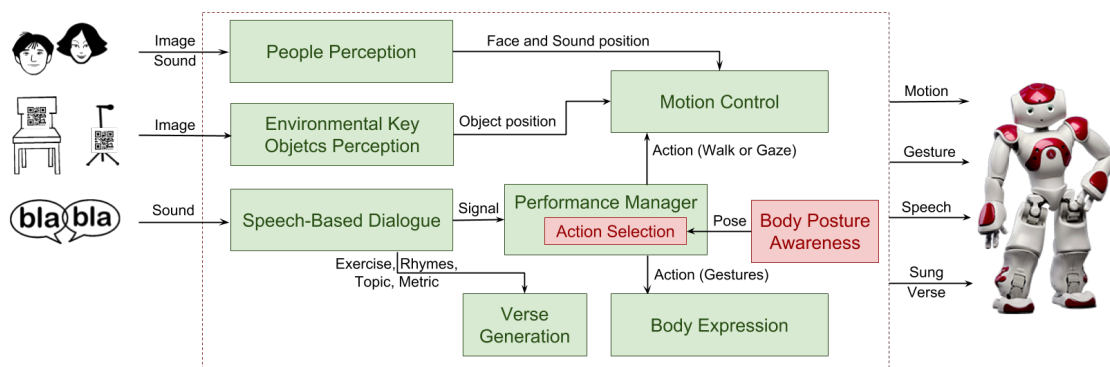 Image
Sound
People Perception
Face and Sound position
Motion Control
Motion
Image
Environmental Key
Objetcs Perception
Object position
Action (Walk or Gaze)
Gesture
bla bla
Sound
Speech-Based Dialogue
Signal
Performance Manager
Action Selection
Pose
Body Posture
Awareness
Speech
Exercise, Rhymes,
Topic, Metric
Action (Gestures)
Sung
Verse
Verse
Generation
Body Expression